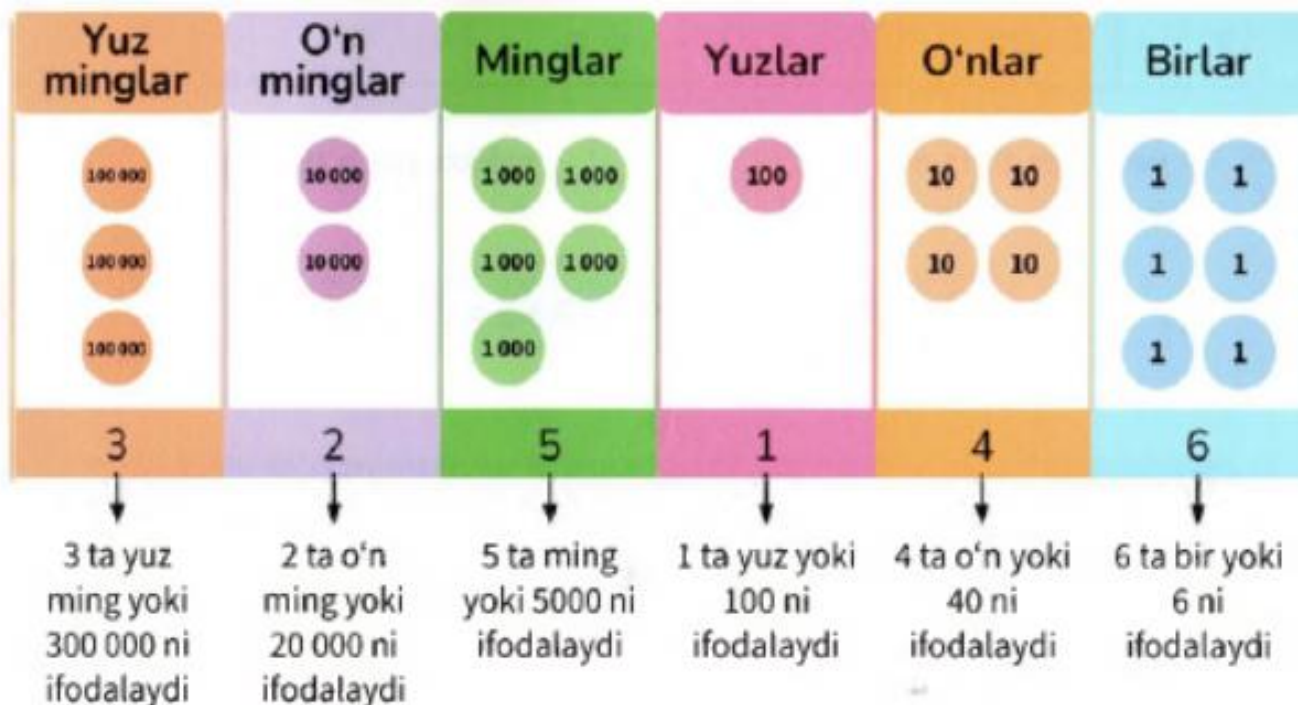 Yuz minglar
O‘n minglar
Minglar
Yuzlar
O‘nlar
Birlar
100 000
10 000
1 000 1 000
100
10 10
1 1
100 000
10 000
1 000 1 000
10 10
1 1
100 000
1 000
1 1
3
2
5
1
4
6
3 ta yuz
ming yoki
300 000 ni
ifodalaydi
2 ta o‘n
ming yoki
20 000 ni
ifodalaydi
5 ta ming
yoki 5000 ni
ifodalaydi
1 ta yuz yoki
100 ni
ifodalaydi
4 ta o‘n yoki
40 ni
ifodalaydi
6 ta bir yoki
6 ni
ifodalaydi